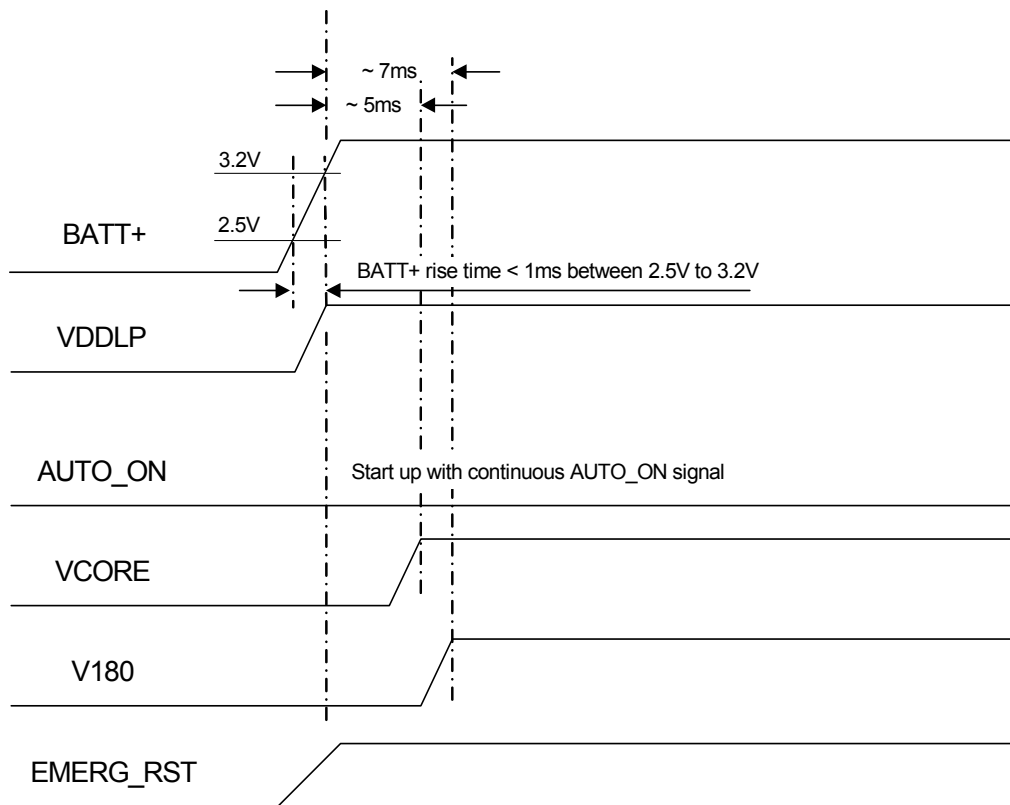 ~ 7ms
~ 5ms
3.2V
2.5V
BATT+
BATT+ rise time < 1ms between 2.5V to 3.2V
VDDLP
AUTO_ON
Start up with continuous AUTO_ON signal
VCORE
V180
EMERG_RST